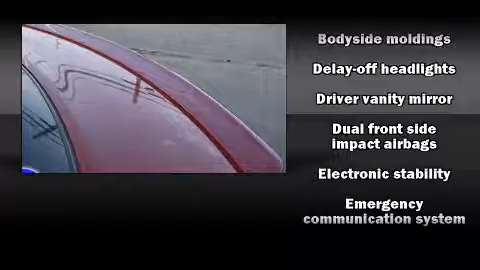 Bodyside moldings
Delay-off headlights
Driver vanity mirror
Dual front side
impact airbags
Electronic stability
Emergency
communication system